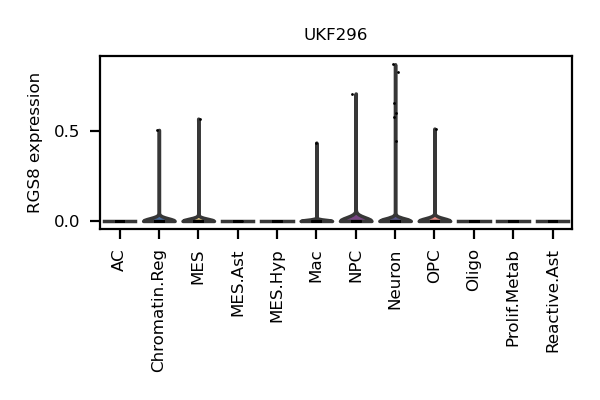 UKF296
RGS8 expression
0.5
0.0
AC
Chromatin.Reg
MES
MES.Ast
MES.Hyp
Mac
NPC
Neuron
OPC
Oligo
Prolif.Metab
Reactive.Ast